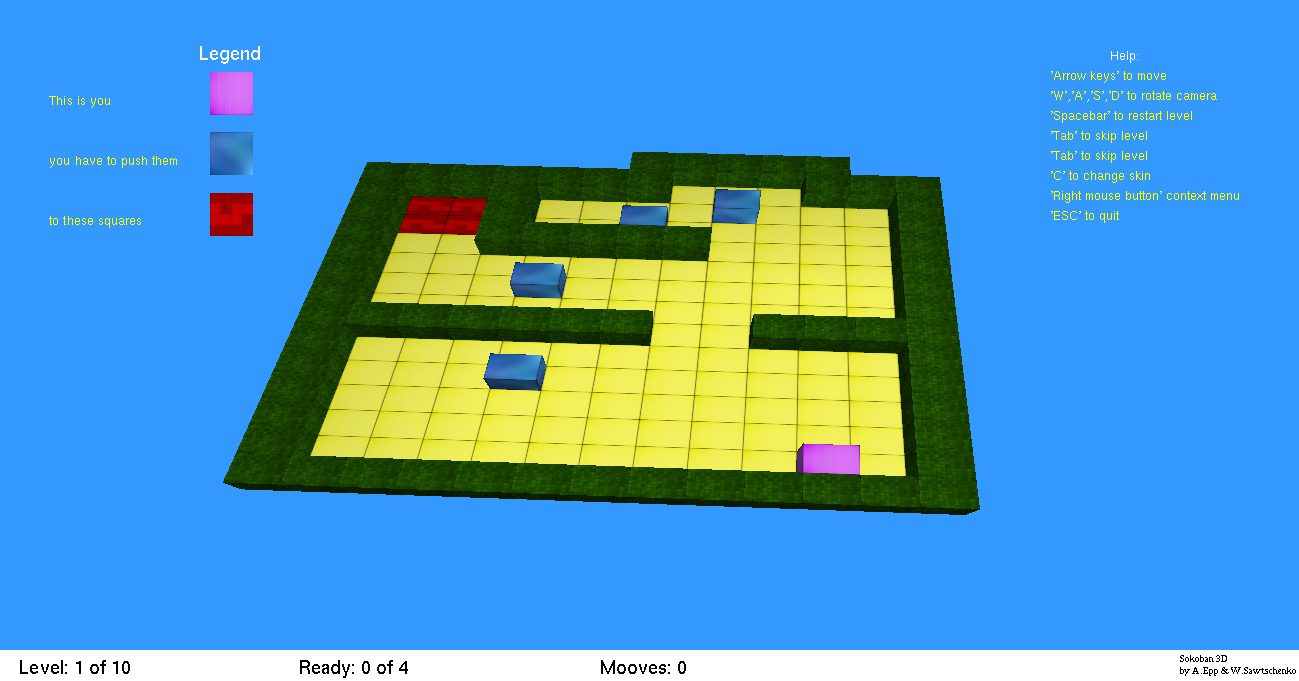 Legend
This is you
you have to push them
to these squares
Help:
'Arrow keys' to move
'W','A','S','D' to rotate camera
'Spacebar' to restart level
'Tab' to skip level
'Tab' to skip level
'C' to change skin
'Right mouse button' context menu
'ESC' to quit
Level: 1 of 10
Ready: 0 of 4
Mooves: 0
Sokoban 3D
by A.Epp & W.Sawtschenko